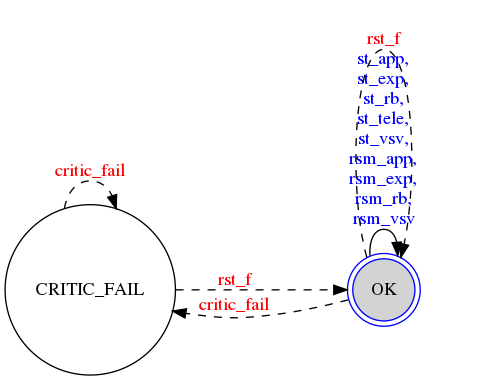 rst_f
st_app,
st_exp,
st_rb,
st_tele,
st_vsv,
rsm_app,
rsm_exp,
rsm_rb,
rsm_vsv
critic_fail
CRITIC_FAIL
rst_f
critic_fail
OK